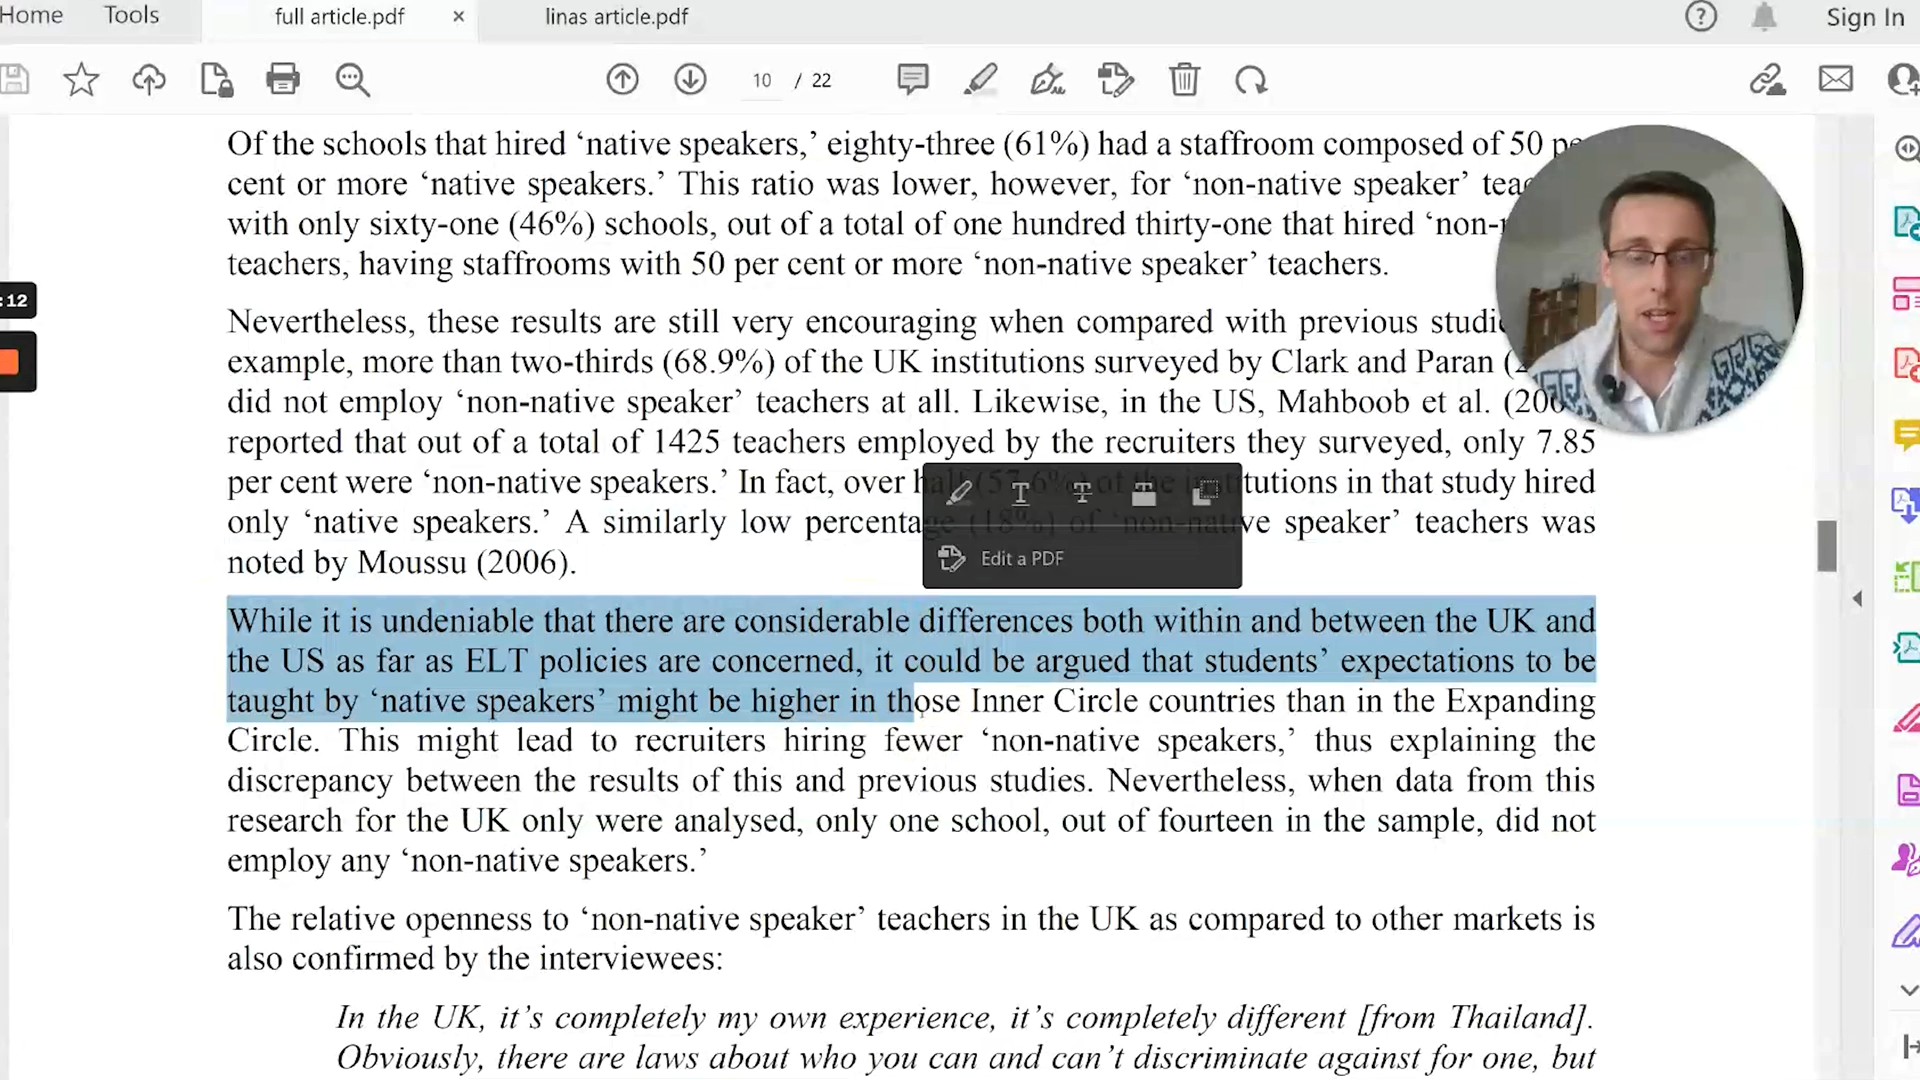 Home Tools full article.pdf linas article.pdf Sign In
10 / 22
Of the schools that hired ‘native speakers,’ eighty-three (61%) had a staffroom composed of 50
cent or more ‘native speakers.’ This ratio was lower, however, for ‘non-native speaker’
with only sixty-one (46%) schools, out of a total of one hundred thirty-one that hired
teachers, having staffrooms with 50 per cent or more ‘non-native speaker’ teachers.
:12
Nevertheless, these results are still very encouraging when compared with previous
example, more than two-thirds (68.9%) of the UK institutions surveyed by Clark and Paran
did not employ ‘non-native speaker’ teachers at all. Likewise, in the US, Mahboob et al.
reported that out of a total of 1425 teachers employed by the recruiters they surveyed, only 7.85
per cent were ‘non-native speakers.’ In fact, over half (57.6%) of the institutions in that study hired
only ‘native speakers.’ A similarly low percentage (18%) of ‘non-native speaker’ teachers was
noted by Moussu (2006).
Edit a PDF
While it is undeniable that there are considerable differences both within and between the UK and
the US as far as ELT policies are concerned, it could be argued that students’ expectations to be
taught by ‘native speakers’ might be higher in those Inner Circle countries than in the Expanding
Circle. This might lead to recruiters hiring fewer ‘non-native speakers,’ thus explaining the
discrepancy between the results of this and previous studies. Nevertheless, when data from this
research for the UK only were analysed, only one school, out of fourteen in the sample, did not
employ any ‘non-native speakers.’
The relative openness to ‘non-native speaker’ teachers in the UK as compared to other markets is
also confirmed by the interviewees:
In the UK, it’s completely my own experience, it’s completely different [from Thailand].
Obviously, there are laws about who you can and can’t discriminate against for one, but